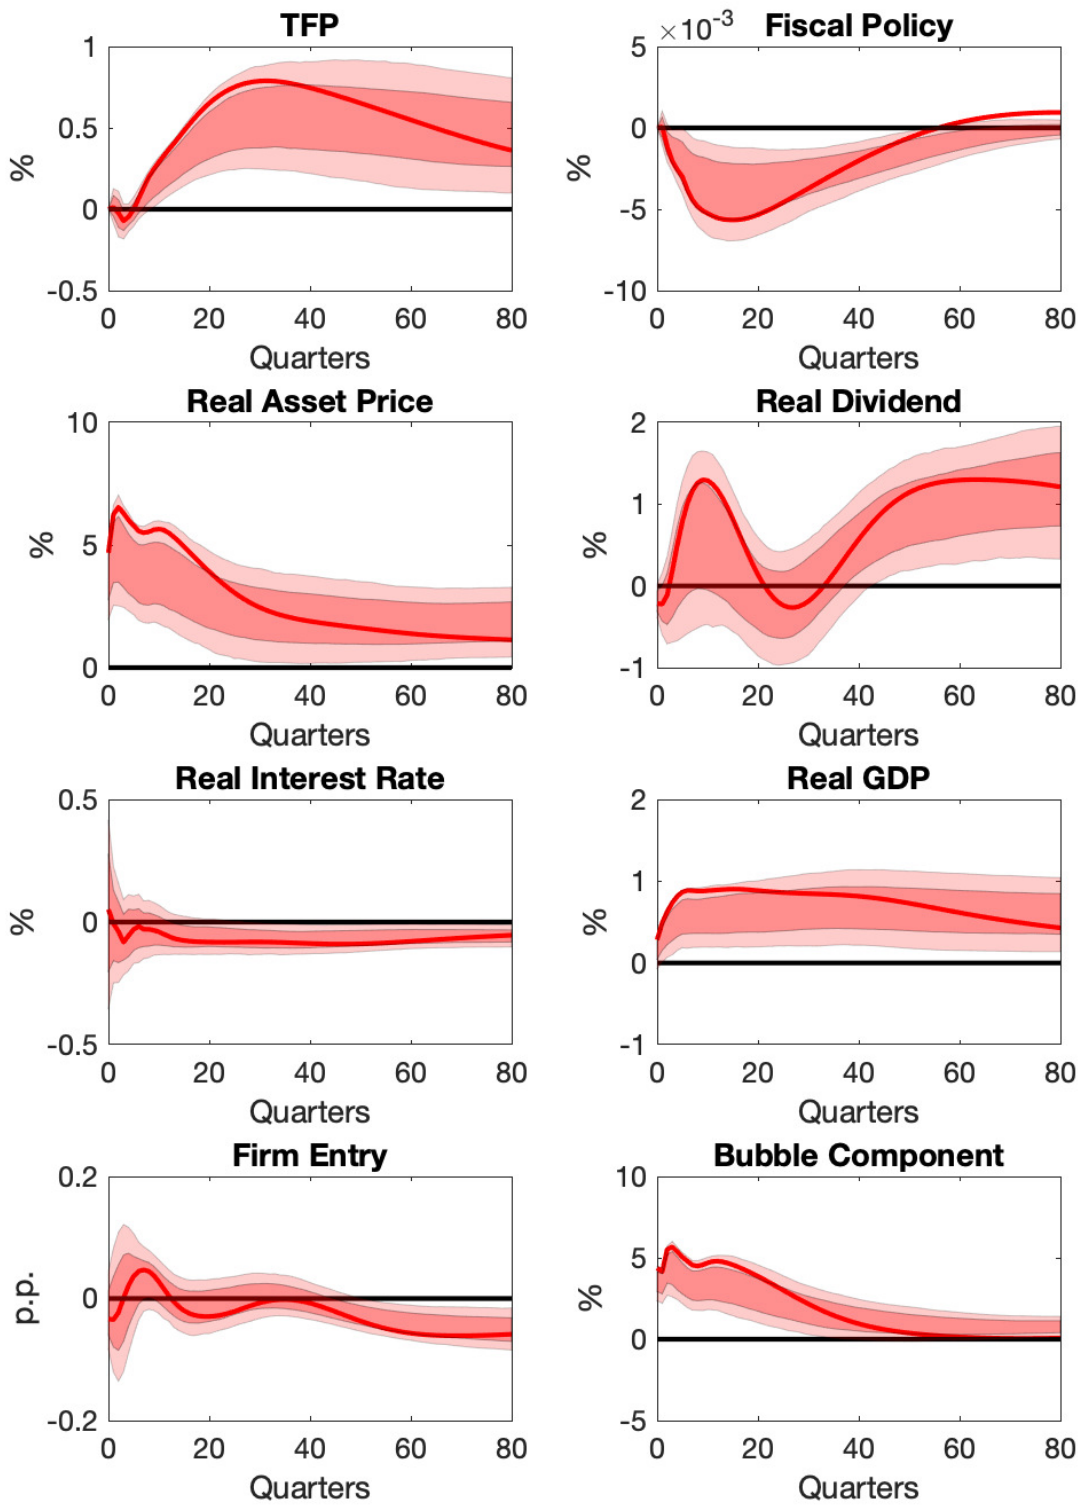 TFP
1
0.5
0
-0.5
%
0 20 40 60 80
Quarters
×10-3 Fiscal Policy
5
0
-5
-10
%
0 20 40 60 80
Quarters
Real Asset Price
10
5
0
%
0 20 40 60 80
Quarters
Real Dividend
2
1
0
-1
%
0 20 40 60 80
Quarters
Real Interest Rate
0.5
0
-0.5
%
0 20 40 60 80
Quarters
Real GDP
2
1
0
-1
%
0 20 40 60 80
Quarters
Firm Entry
0.2
0
-0.2
p.p.
0 20 40 60 80
Quarters
Bubble Component
10
5
0
-5
%
0 20 40 60 80
Quarters